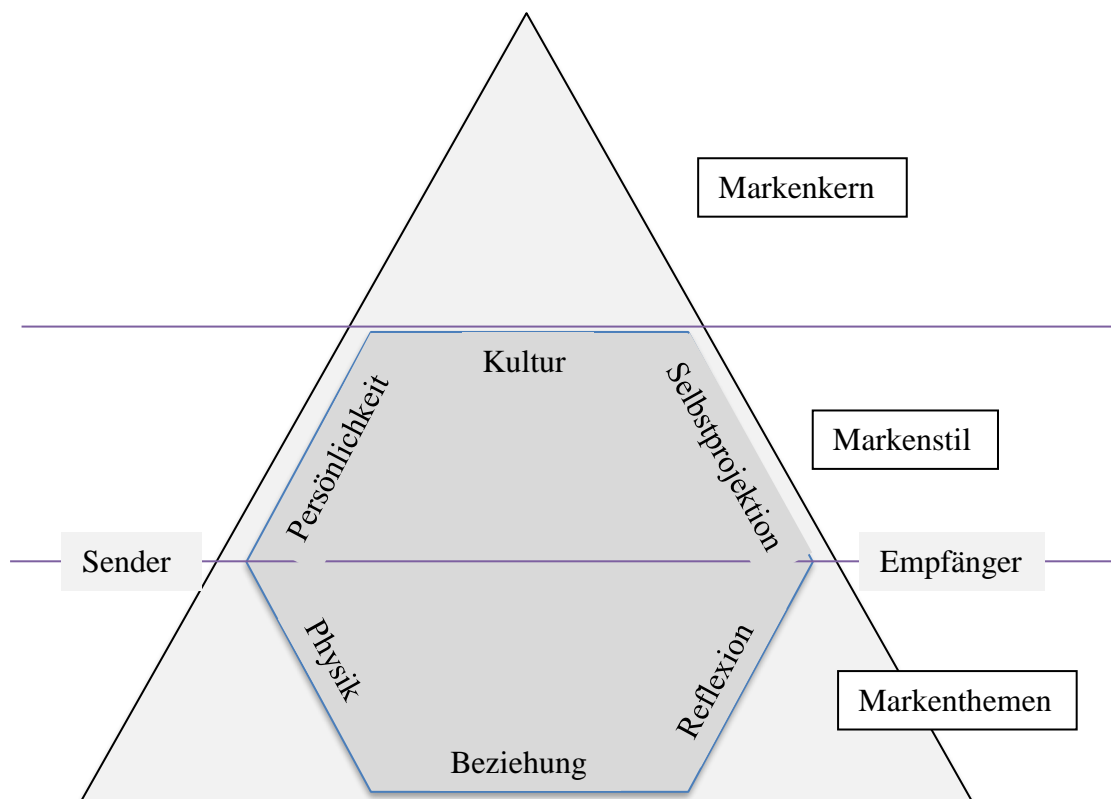 Markenkern
Kultur
Persönlichkeit
Selbstprojektion
Markenstil
Sender
Empfänger
Physik
Reflexion
Markenthemen
Beziehung